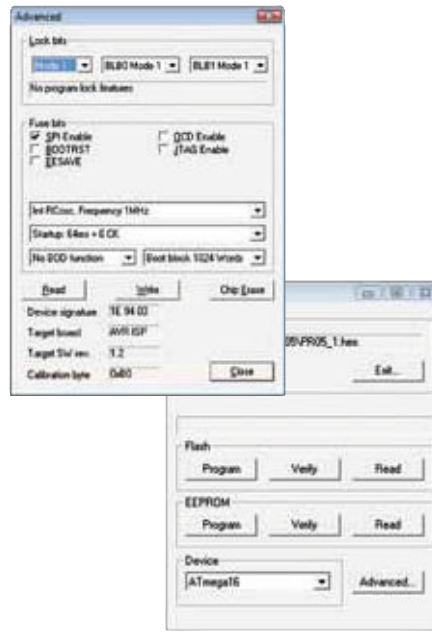 Advanced
Lock bits
Mode 1 BLB0 Mode 1 BLB1 Mode 1
No program lock features
Fuse bits
SPI Enable OCD Enable
BOOTRST JTAG Enable
EESAVE
Int RCosc. Frequency 1MHz
Startup: 64ms + 6 CK
No BOD function Boot block 1024 Words
Read Write Chip Erase
Device signature 1E 94 03
Target board AVR ISP
Target SW rev. 1.2
Calibration byte Close
05\PR05_1.hex
Exit...
Flash
Program Verify Read
EEPROM
Program Verify Read
Device
ATmega16 Advanced...